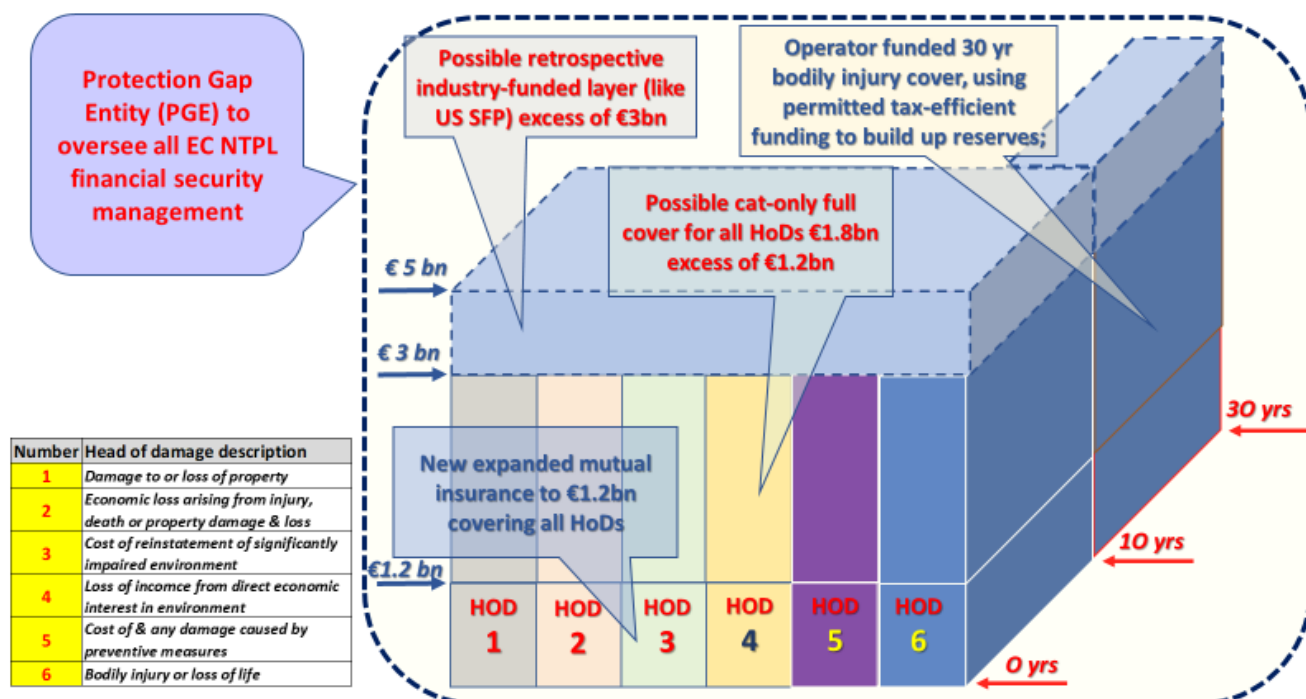 Protection Gap
Entity (PGE) to
oversee all EC NTPL
financial security
management
Possible retrospective
industry-funded layer (like
US SFP) excess of €3bn
Operator funded 30 yr
bodily injury cover, using
permitted tax-efficient
funding to build up reserves;
Possible cat-only full
cover for all HoDs €1.8bn
excess of €1.2bn
€ 5 bn
€ 3 bn
New expanded mutual
insurance to €1.2bn
covering all HoDs
€1.2 bn
HOD
1
HOD
2
HOD
3
HOD
4
HOD
5
HOD
6
30 yrs
10 yrs
0 yrs
Number Head of damage description
1 Damage to or loss of property
2 Economic loss arising from injury,
death or property damage & loss
3 Cost of reinstatement of significantly
impaired environment
4 Loss of incomce from direct economic
interest in environment
5 Cost of & any damage caused by
preventive measures
6 Bodily injury or loss of life